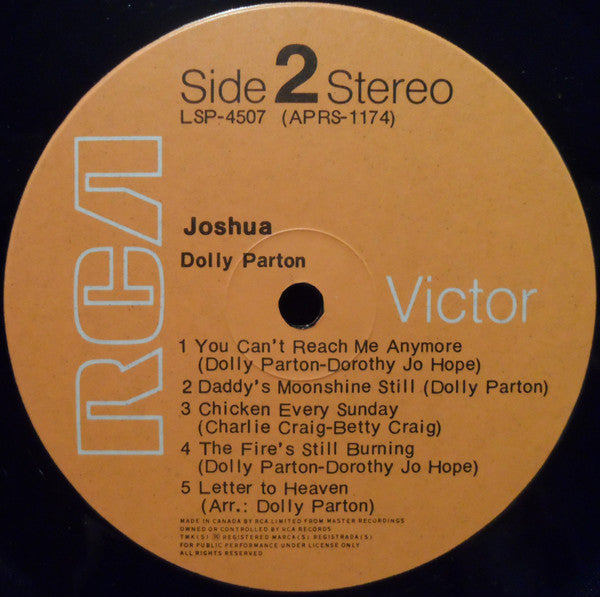 Side 2 Stereo
LSP-4507 (APRS-1174)
RCA
Joshua
Dolly Parton
Victor
1 You Can't Reach Me Anymore
(Dolly Parton-Dorothy Jo Hope)
2 Daddy's Moonshine Still (Dolly Parton)
3 Chicken Every Sunday
(Charlie Craig-Betty Craig)
4 The Fire's Still Burning
(Dolly Parton-Dorothy Jo Hope)
5 Letter to Heaven
(Arr.: Dolly Parton)
MADE IN CANADA BY RCA LIMITED FROM MASTER RECORDINGS
OWNED OR CONTROLLED BY RCA RECORDS
TMK(S) ® REGISTERED MARCA(S) REGISTRADA(S)
FOR PUBLIC PERFORMANCE UNDER LICENSE ONLY
ALL RIGHTS RESERVED